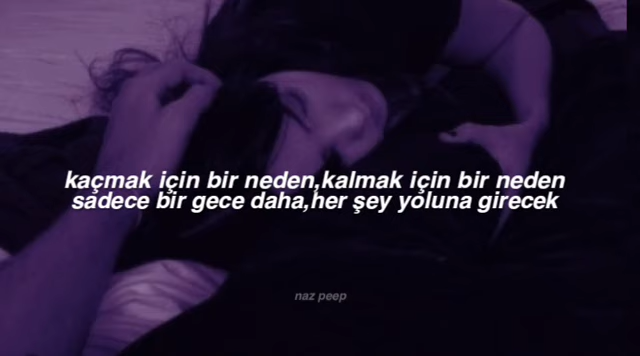 kaçmak için bir neden,kalmak için bir neden
sadece bir gece daha,her şey yoluna girecek
naz peep